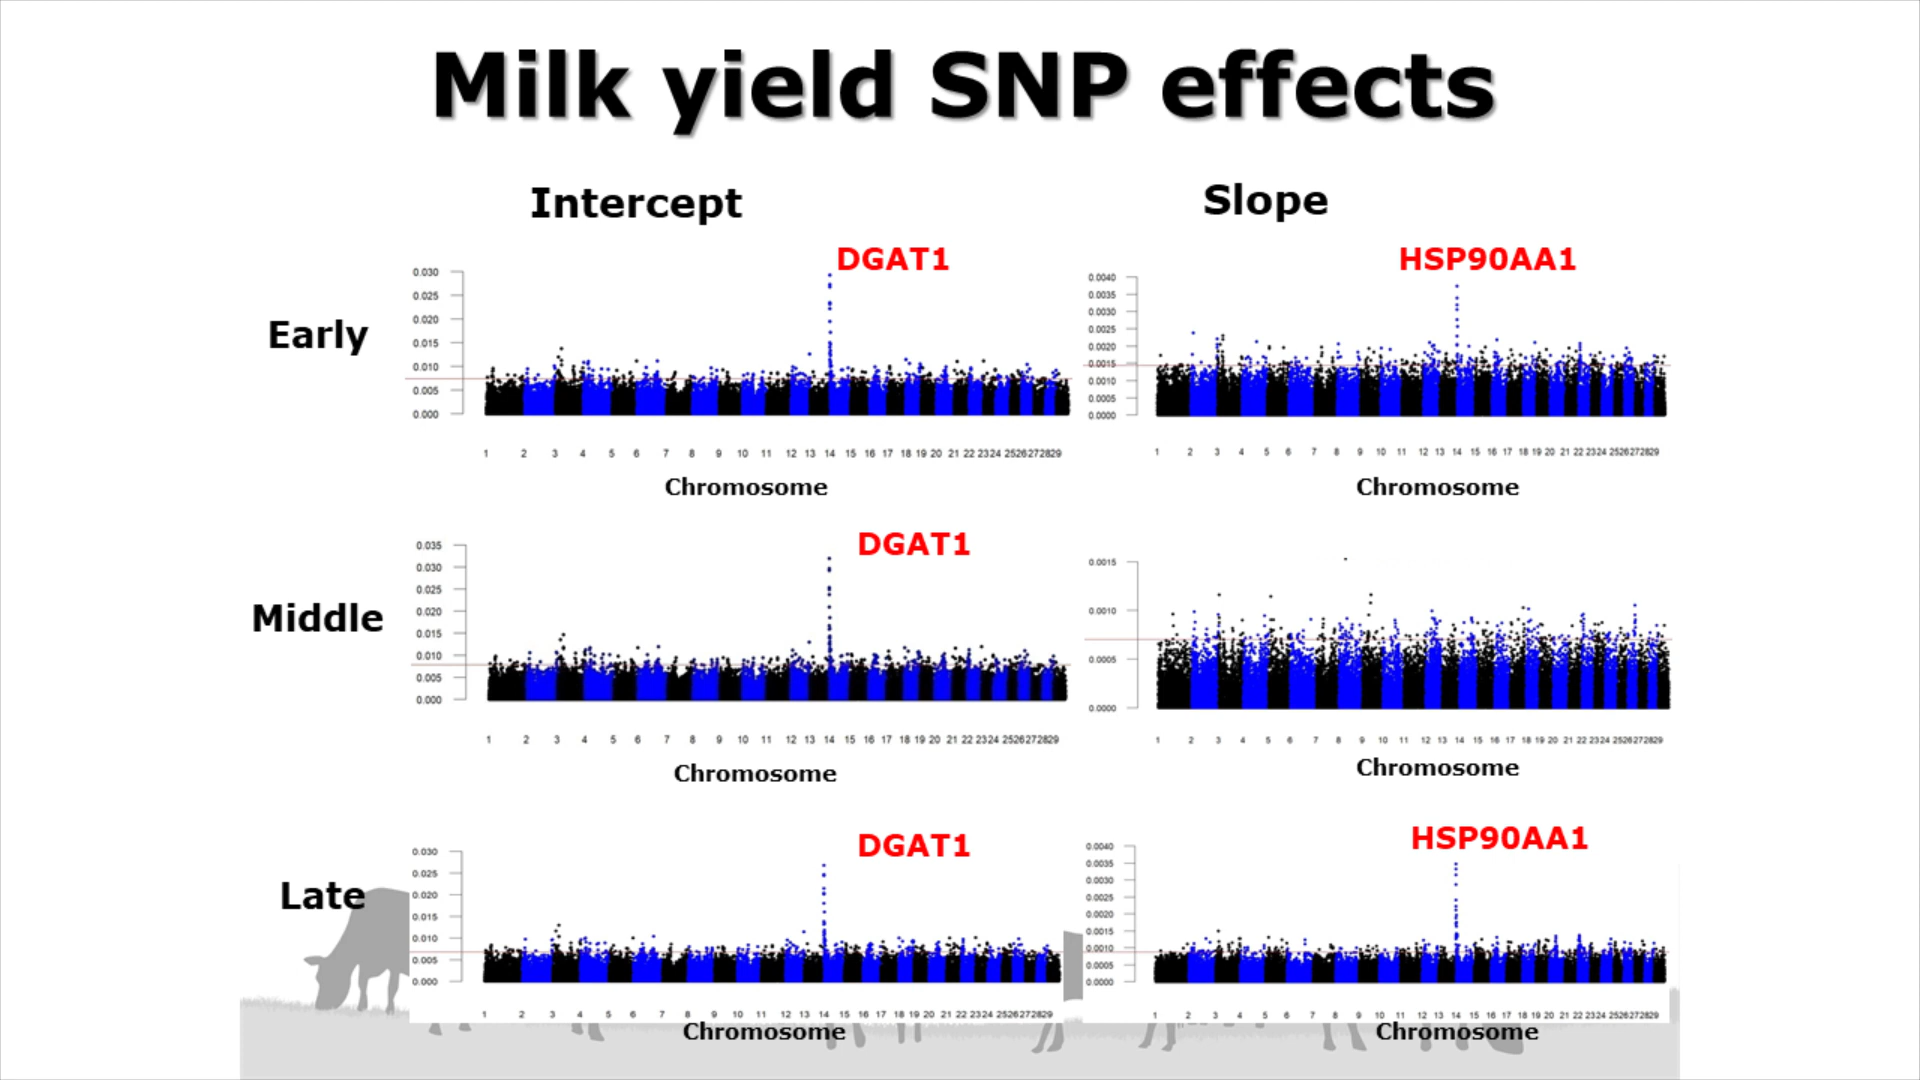 Milk yield SNP effects
Intercept
Slope
Early
DGAT1
0.030
0.025
0.020
0.015
0.010
0.005
0.000
1 2 3 4 5 6 7 8 9 10 11 12 13 14 15 16 17 18 19 20 21 22 23 24 25 26 27 28 29
Chromosome
HSP90AA1
0.0040
0.0035
0.0030
0.0025
0.0020
0.0015
0.0010
0.0005
0.0000
1 2 3 4 5 6 7 8 9 10 11 12 13 14 15 16 17 18 19 20 21 22 23 24 25 26 27 28 29
Chromosome
Middle
DGAT1
0.035
0.030
0.025
0.020
0.015
0.010
0.005
0.000
1 2 3 4 5 6 7 8 9 10 11 12 13 14 15 16 17 18 19 20 21 22 23 24 25 26 27 28 29
Chromosome
0.0015
0.0010
0.0005
0.0000
1 2 3 4 5 6 7 8 9 10 11 12 13 14 15 16 17 18 19 20 21 22 23 24 25 26 27 28 29
Chromosome
Late
DGAT1
0.030
0.025
0.020
0.015
0.010
0.005
0.000
1 2 3 4 5 6 7 8 9 10 11 12 13 14 15 16 17 18 19 20 21 22 23 24 25 26 27 28 29
Chromosome
HSP90AA1
0.0040
0.0035
0.0030
0.0025
0.0020
0.0015
0.0010
0.0005
0.0000
1 2 3 4 5 6 7 8 9 10 11 12 13 14 15 16 17 18 19 20 21 22 23 24 25 26 27 28 29
Chromosome